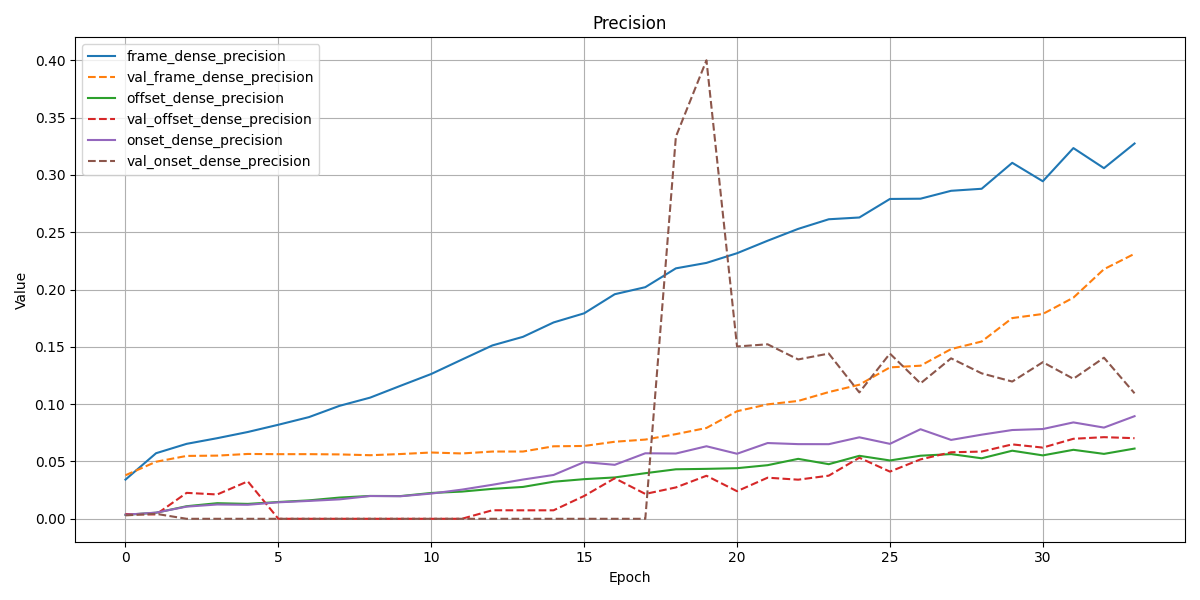 Precision
frame_dense_precision
val_frame_dense_precision
offset_dense_precision
val_offset_dense_precision
onset_dense_precision
val_onset_dense_precision
0.40
0.35
0.30
0.25
0.20
0.15
0.10
0.05
0.00
Value
0 5 10 15 20 25 30
Epoch